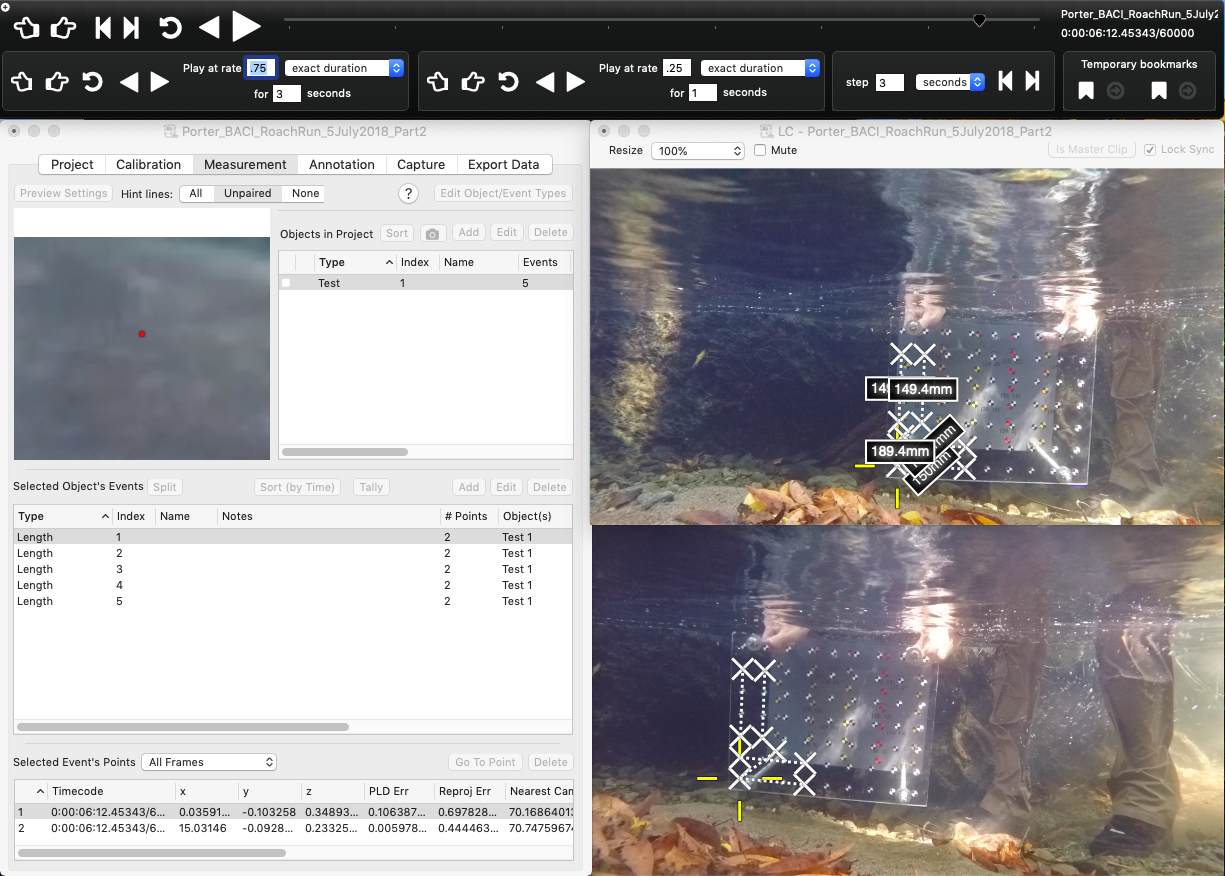 Porter_BACI_RoachRun_5July2
0:00:06:12.45343/60000
Play at rate .75 exact duration
for 3 seconds
Play at rate .25 exact duration
for 1 seconds
step 3 seconds
Temporary bookmarks
Porter_BACI_RoachRun_5July2018_Part2
LC - Porter_BACI_RoachRun_5July2018_Part2
Resize 100% Mute Is Master Clip Lock Sync
Project Calibration Measurement Annotation Capture Export Data
Preview Settings Hint lines: All Unpaired None ? Edit Object/Event Types
Objects in Project Sort Add Edit Delete
Type Index Name Events
Test 1 5
149.4mm
189.4mm
150mm
Selected Object's Events Split Sort (by Time) Tally Add Edit Delete
Type Index Name Notes # Points Object(s)
Length 1 2 Test 1
Length 2 2 Test 1
Length 3 2 Test 1
Length 4 2 Test 1
Length 5 2 Test 1
Selected Event's Points All Frames Go To Point Delete
Timecode x y z PLD Err Reproj Err Nearest Can
1 0:00:06:12.45343/6... 0.03591... -0.103258 0.34893... 0.106387... 0.697828... 70.16864013
2 0:00:06:12.45343/6... 15.03146 -0.0928... 0.23325... 0.005978... 0.444463... 70.74759674